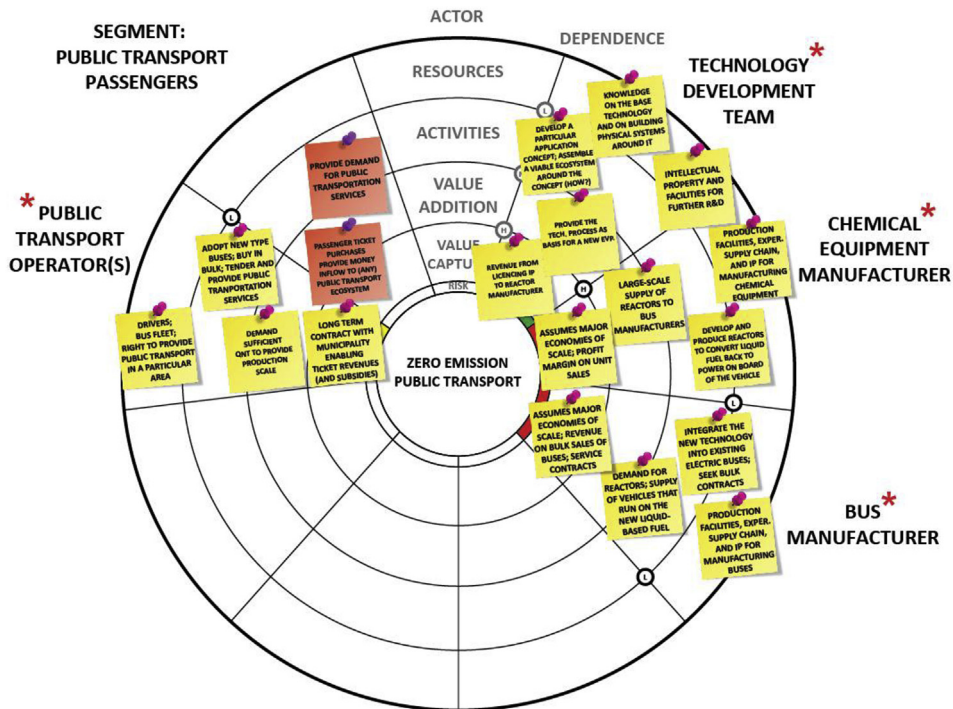 ACTOR
SEGMENT:
PUBLIC TRANSPORT
PASSENGERS
DEPENDENCE
RESOURCES
TECHNOLOGY*
DEVELOPMENT
TEAM
ACTIVITIES
VALUE
ADDITION
VALUE
RISK
L
H
KNOWLEDGE
ON THE BASE
TECHNOLOGY
AND ON BUILDING
PHYSICAL SYSTEMS
AROUND IT
DEVELOP A
PARTICULAR
APPLICATION
CONCEPT; ASSEMBLE
A VIABLE ECOSYSTEM
AROUND THE
CONCEPT (HOW?)
PROVIDE THE
TECH. PROCESS AS
BASIS FOR A NEW EVP.
REVENUE FROM
LICENCING IP TO
REACTOR
MANUFACTURER
INTELLECTUAL
PROPERTY AND
FACILITIES FOR
FURTHER R&D
PROVIDE DEMAND
FOR PUBLIC
TRANSPORTATION
SERVICES
PASSENGER TICKET
PURCHASES
PROVIDE MONEY
INFLOW TO (ANY)
PUBLIC TRANSPORT
ECOSYSTEM
*PUBLIC
TRANSPORT
OPERATOR(S)
L
ADOPT NEW TYPE
BUSES; BUY IN
BULK; TENDER AND
PROVIDE PUBLIC
TRANPORTATION
SERVICES
DRIVERS;
BUS FLEET;
RIGHT TO PROVIDE
PUBLIC TRANSPORT
IN A PARTICULAR
AREA
DEMAND
SUFFICIENT
QNT TO PROVIDE
PRODUCTION
SCALE
LONG TERM
CONTRACT WITH
MUNICIPALITY
ENABLING
TICKET REVENUES
(AND SUBSIDIES)
ZERO EMISSION
PUBLIC TRANSPORT
CHEMICAL*
EQUIPMENT
MANUFACTURER
PRODUCTION
FACILITIES, EXPER.
SUPPLY CHAIN,
AND IP FOR
MANUFACTURING
CHEMICAL
EQUIPMENT
H
LARGE-SCALE
SUPPLY OF
REACTORS TO
BUS
MANUFACTURERS
ASSUMES MAJOR
ECONOMIES OF
SCALE; PROFIT
MARGIN ON UNIT
SALES
DEVELOP AND
PRODUCE REACTORS
TO CONVERT LIQUID
FUEL BACK TO
POWER ON BOARD
OF THE VEHICLE
L
ASSUMES MAJOR
ECONOMIES OF
SCALE; REVENUE
ON BULK SALES OF
BUSES; SERVICE
CONTRACTS
INTEGRATE THE
NEW TECHNOLOGY
INTO EXISTING
ELECTRIC BUSES;
SEEK BULK
CONTRACTS
DEMAND FOR
REACTORS; SUPPLY
OF VEHICLES THAT
RUN ON THE
NEW LIQUID-
BASED FUEL
PRODUCTION
FACILITIES, EXPER.
SUPPLY CHAIN,
AND IP FOR
MANUFACTURING
BUSES
BUS*
MANUFACTURER
L